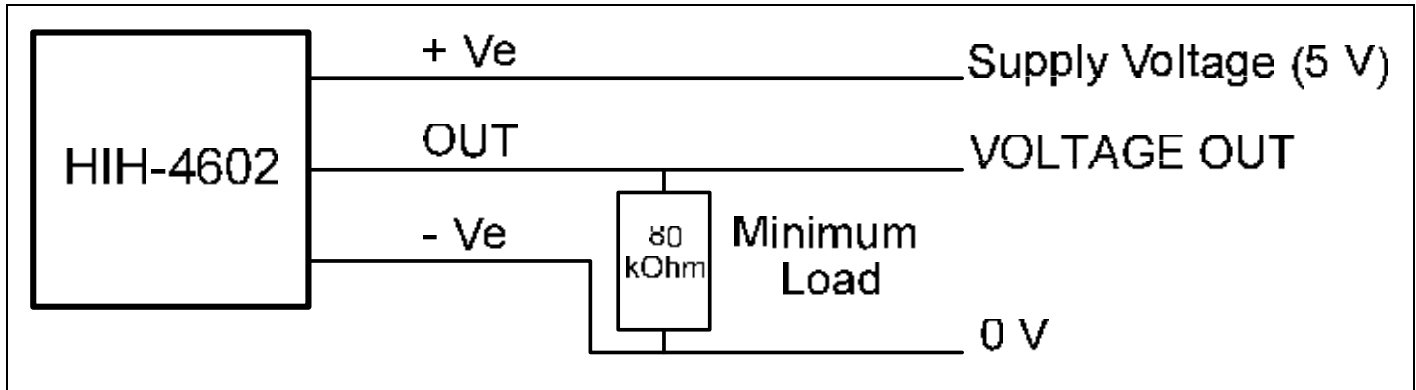 + Ve
Supply Voltage (5 V)
HIH-4602
OUT
VOLTAGE OUT
- Ve
80
kOhm
Minimum
Load
0 V